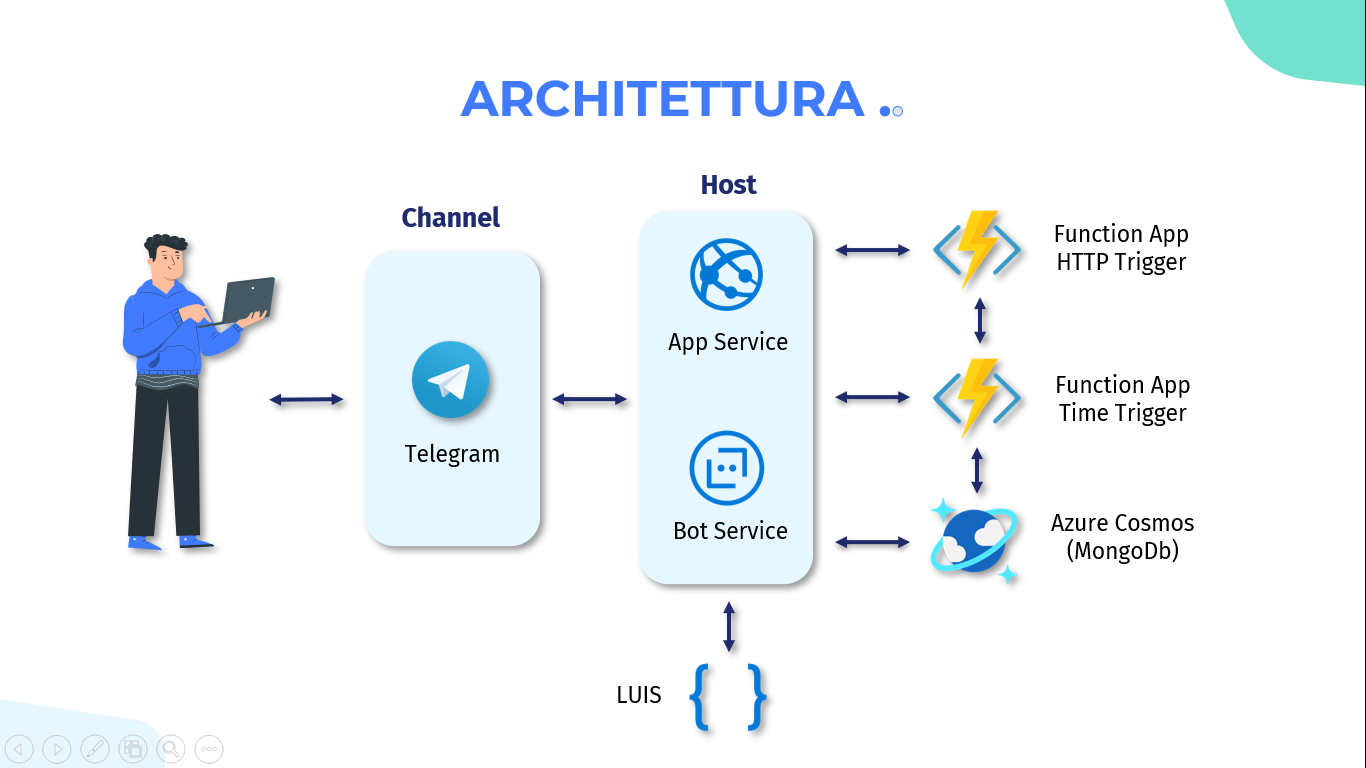 ARCHITETTURA ..
Channel
Telegram
Host
App Service
Bot Service
Function App
HTTP Trigger
Function App
Time Trigger
Azure Cosmos
(MongoDb)
LUIS { }